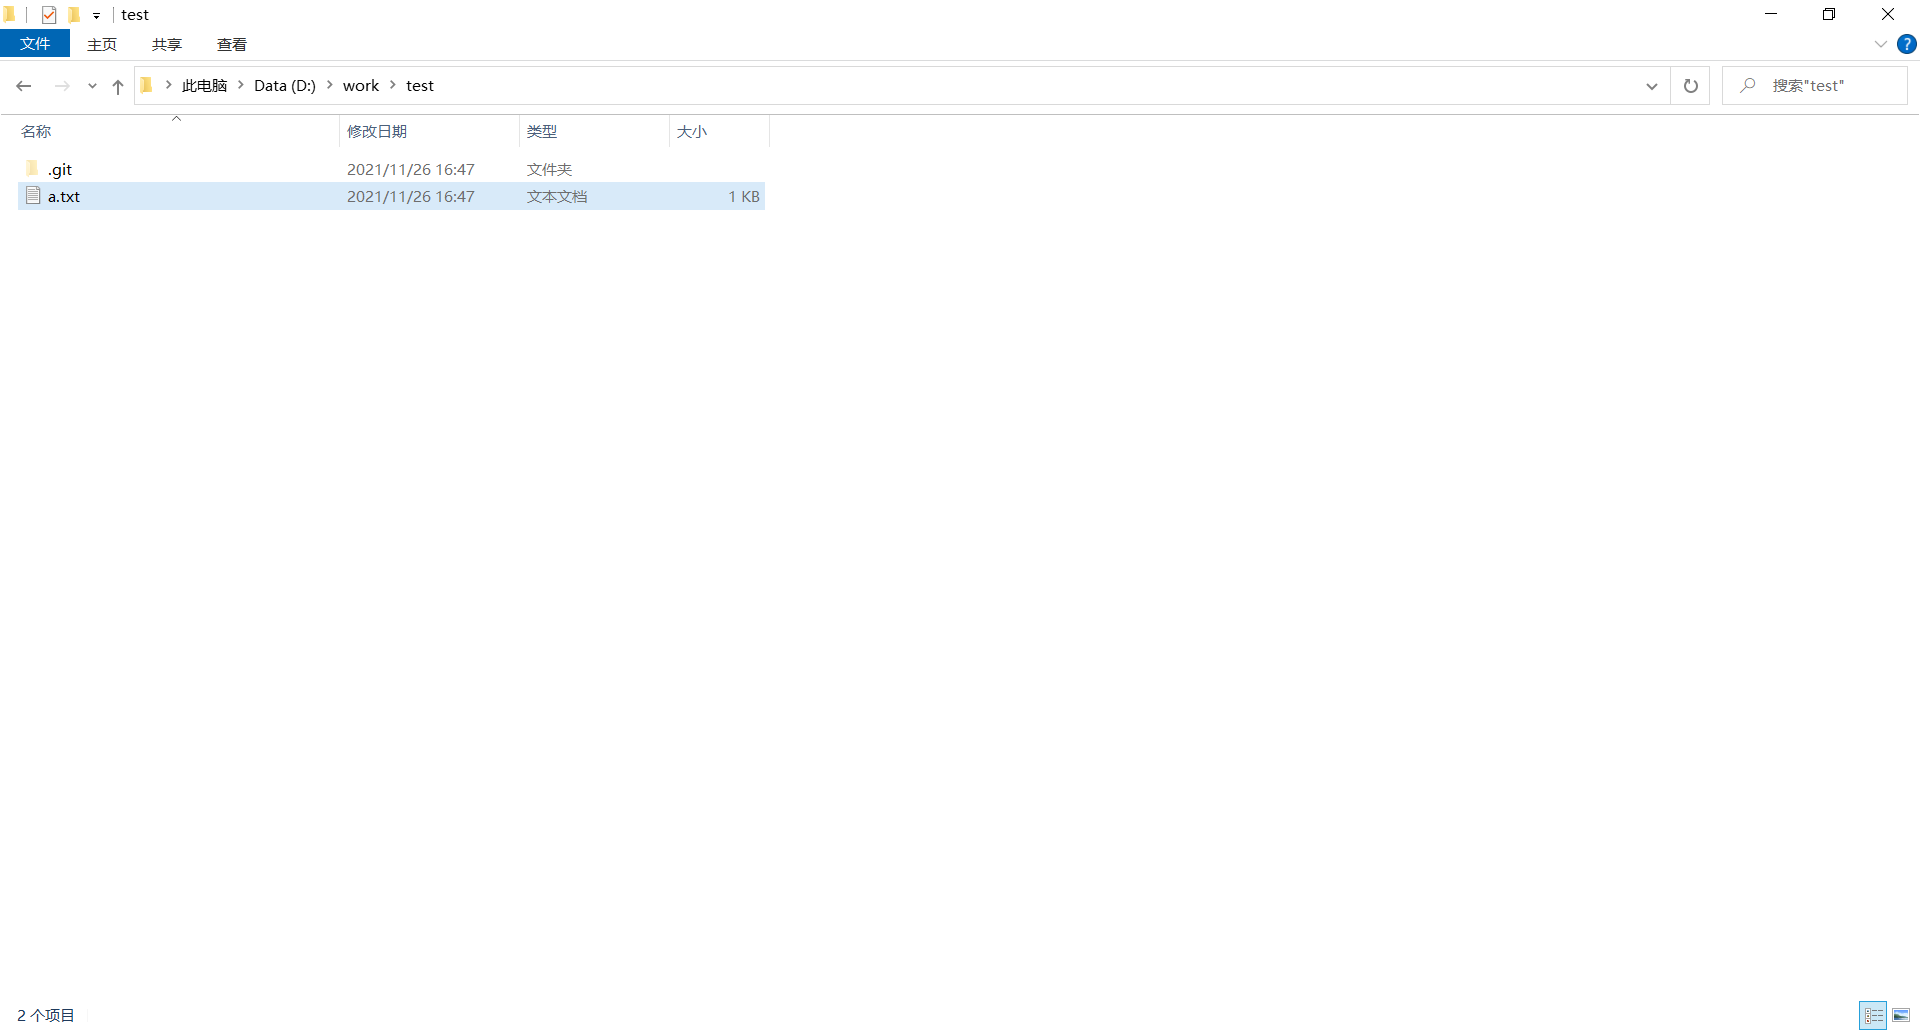 test
文件 主页 共享 查看 ?
此电脑 Data (D:) work test 搜索"test"
名称 修改日期 类型 大小
.git 2021/11/26 16:47 文件夹
a.txt 2021/11/26 16:47 文本文档 1 KB
2 个项目